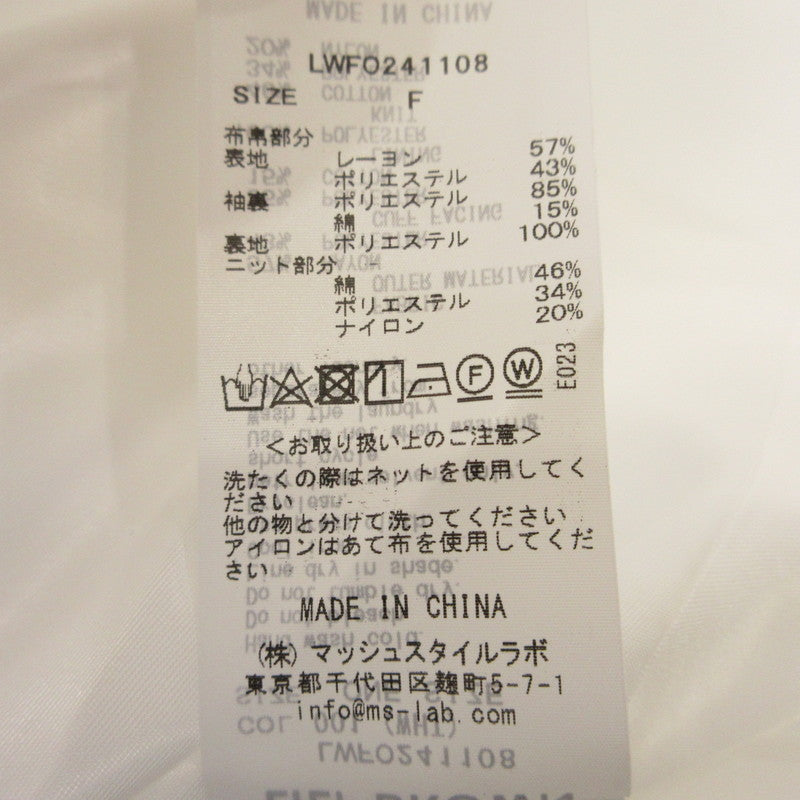 LWFO241108
SIZE F
布帛部分
表地 レーヨン 57%
ポリエステル 43%
袖裏 ポリエステル 85%
綿 15%
裏地 ポリエステル 100%
ニット部分
綿 46%
ポリエステル 34%
ナイロン 20%
F W E023
<お取り扱い上のご注意>
洗たくの際はネットを使用してく
ださい
他の物と分けて洗ってください
アイロンはあて布を使用してくだ
さい
MADE IN CHINA
(株) マッシュスタイルラボ
東京都千代田区麹町5-7-1
info@ms-lab.com